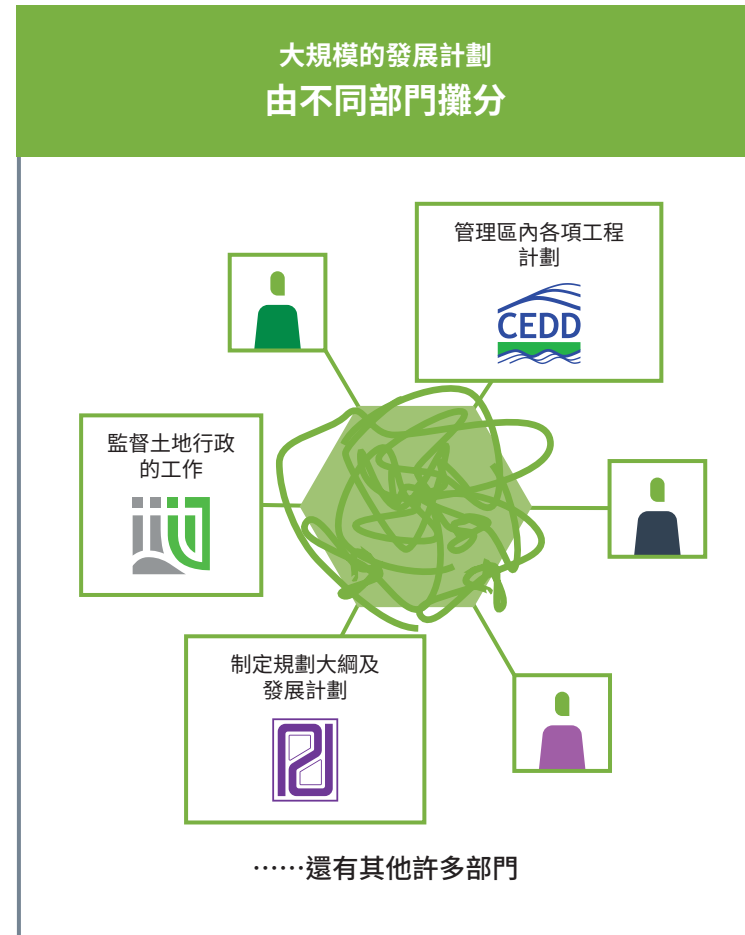 大規模的發展計劃
由不同部門攤分
管理區內各項工程
計劃
CEDD
監督土地行政
的工作
制定規劃大綱及
發展計劃
……還有其他許多部門